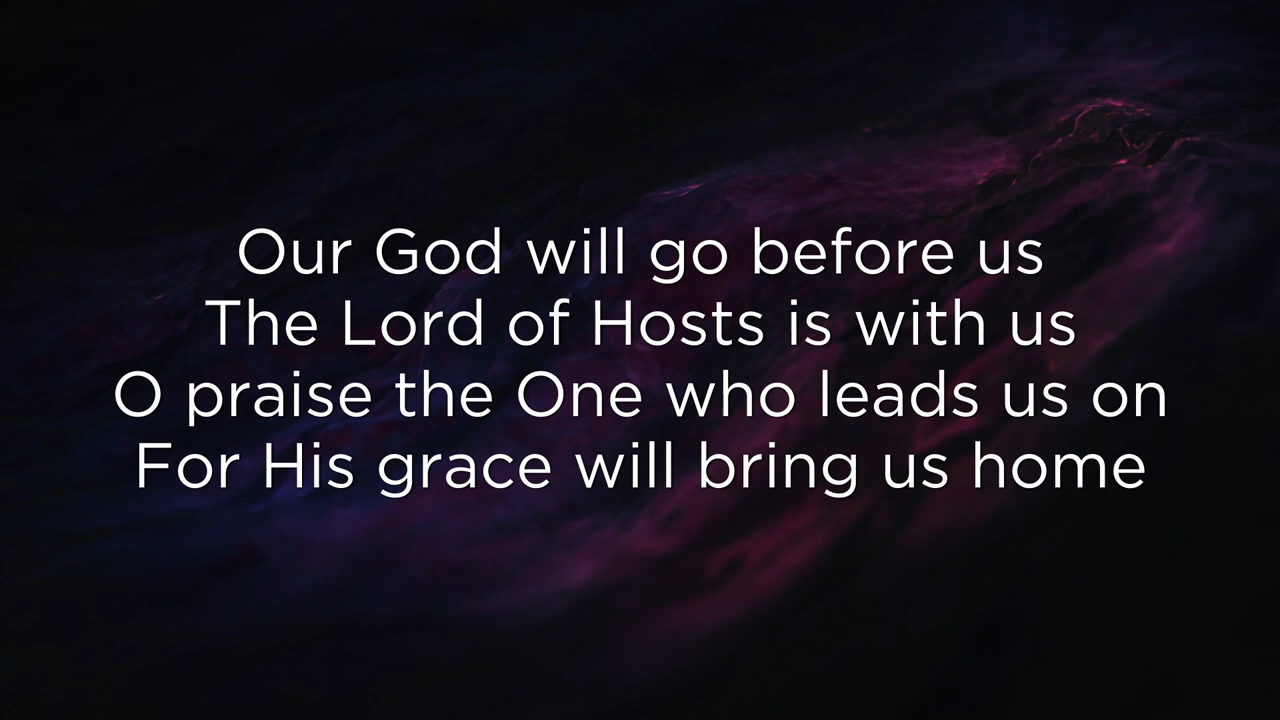 Our God will go before us
The Lord of Hosts is with us
O praise the One who leads us on
For His grace will bring us home